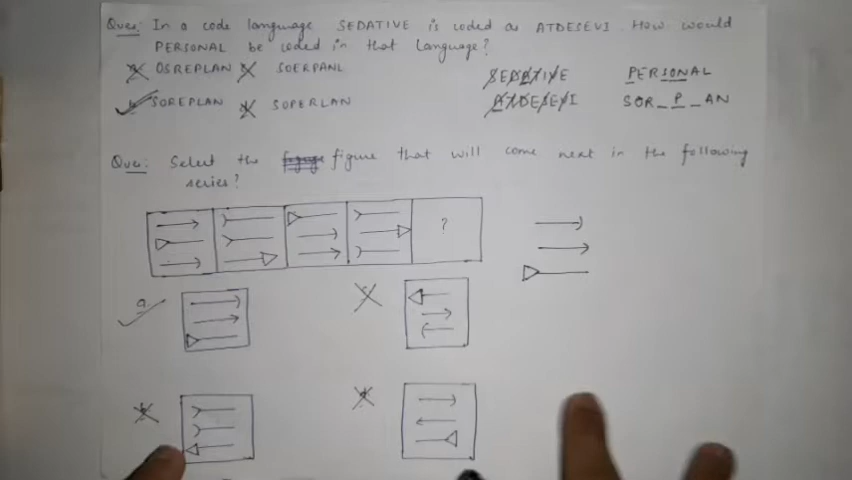 Ques: In a code language SEDATIVE is coded as ATDESEVI How would
PERSONAL be coded in that language?
OSREPLAN SOERPANL
SOREPLAN SOPERLAN
SEDATIVE PERSONAL
ATDESEVI SOR_P_AN
Que: Select the figure that will come next in the following
series?
?
a